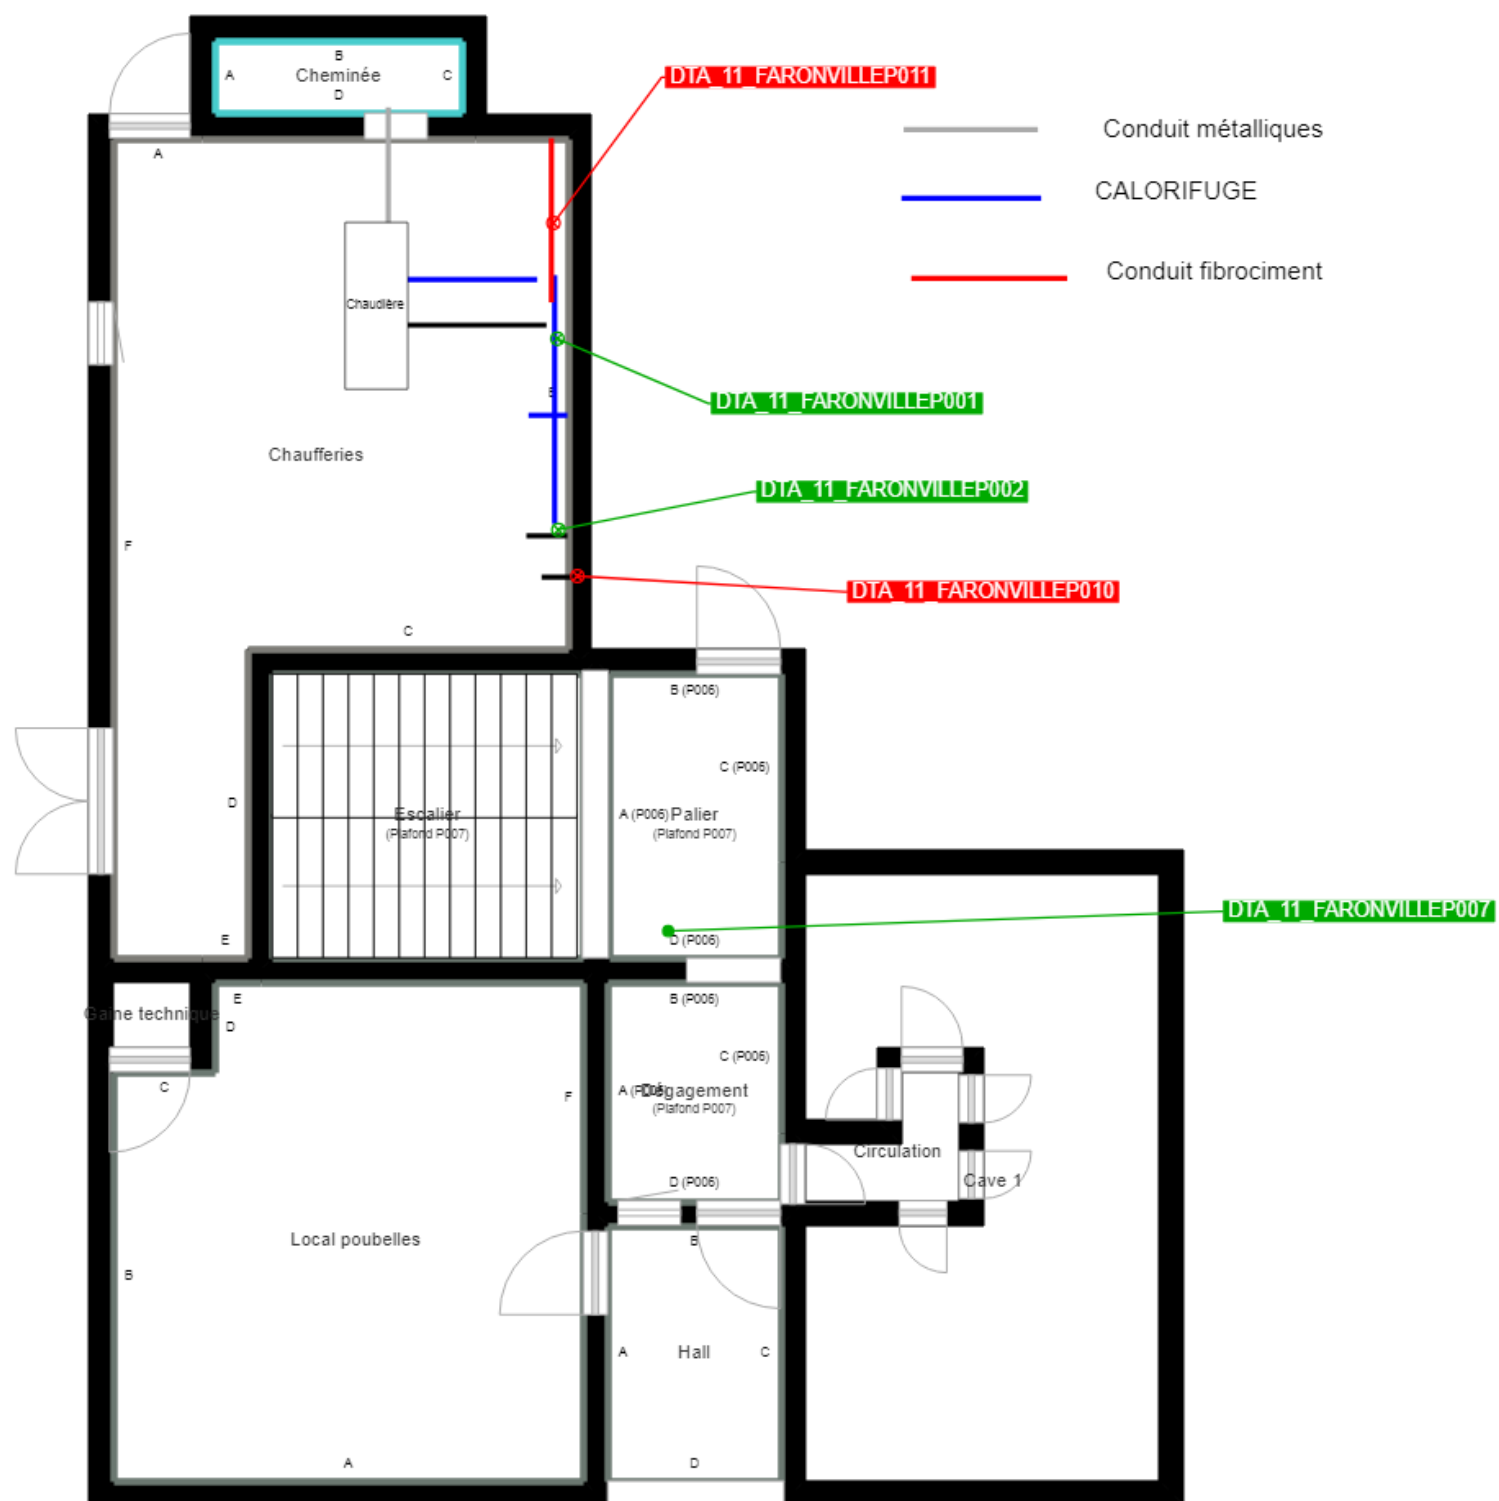 B
A
Cheminée
C
D
DTA_11_FARONVILLEP011
Conduit métalliques
A
CALORIFUGE
Conduit fibrociment
Chaudière
DTA_11_FARONVILLEP001
Chaufferies
DTA_11_FARONVILLEP002
F
DTA_11_FARONVILLEP010
C
B (P006)
C (P006)
D
Escalier
(Plafond P007)
A (P006)
Palier
(Plafond P007)
DTA_11_FARONVILLEP007
E
D (P006)
E
B (P006)
Gaine technique
D
C (P006)
C
F
Dégagement
(Plafond P007)
Circulation
D (P006)
Cave 1
Local poubelles
B
B
A
Hall
C
A
D